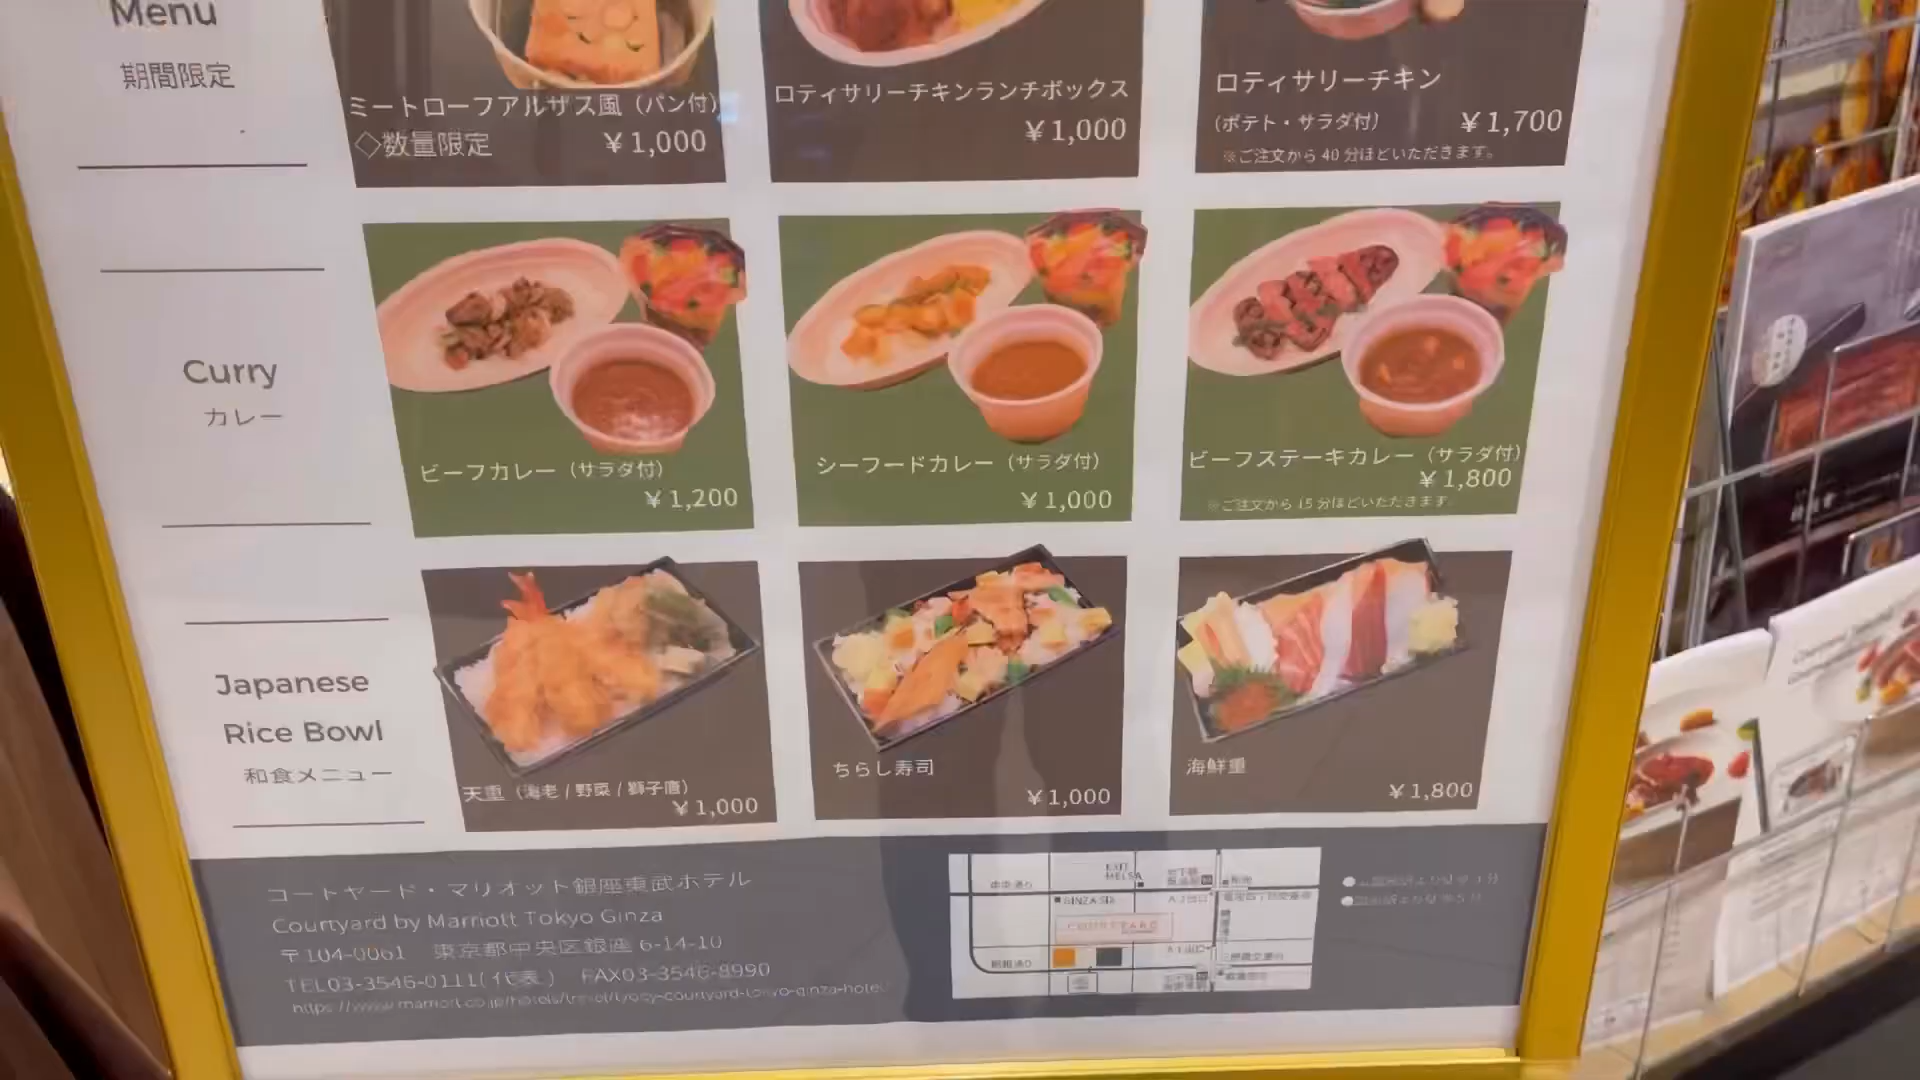 Menu
期間限定
ミートローフアルザス風（パン付）
◇数量限定 ￥1,000
ロティサリーチキンランチボックス
￥1,000
ロティサリーチキン
（ポテト・サラダ付） ￥1,700
※ご注文から 40 分ほどいただきます。
Curry
カレー
ビーフカレー（サラダ付）
￥1,200
シーフードカレー（サラダ付）
￥1,000
ビーフステーキカレー（サラダ付）
￥1,800
※ご注文から 15 分ほどいただきます。
Japanese
Rice Bowl
和食メニュー
天重（海老 / 野菜 / 獅子唐）
￥1,000
ちらし寿司
￥1,000
海鮮重
￥1,800
コートヤード・マリオット銀座東武ホテル
Courtyard by Marriott Tokyo Ginza
〒104-0061 東京都中央区銀座 6-14-10
TEL03-3546-0111( 代表 ) FAX03-3546-8990
EXIT
MELSA
GINZA SIX
中央通り
昭和通り
COURTYARD